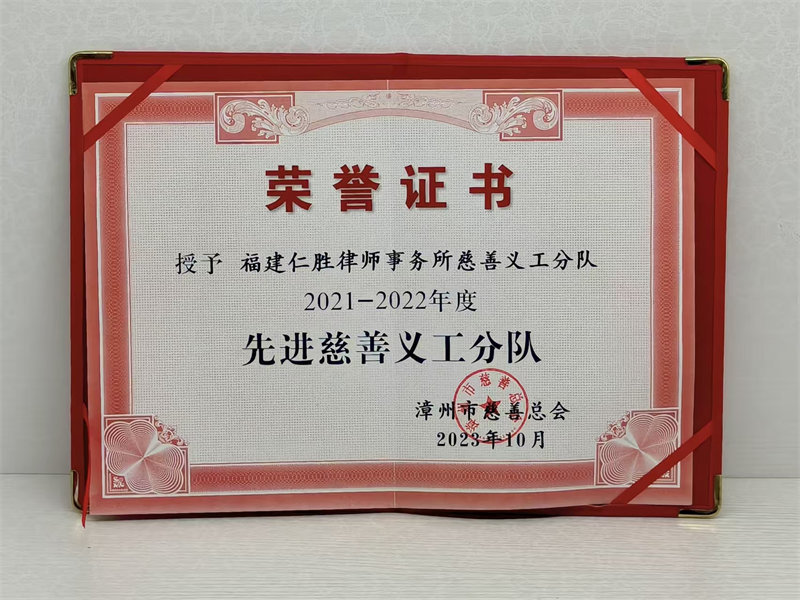 荣誉证书
授予 福建仁胜律师事务所慈善义工分队
2021-2022年度
先进慈善义工分队
漳州市慈善总会
2023年10月